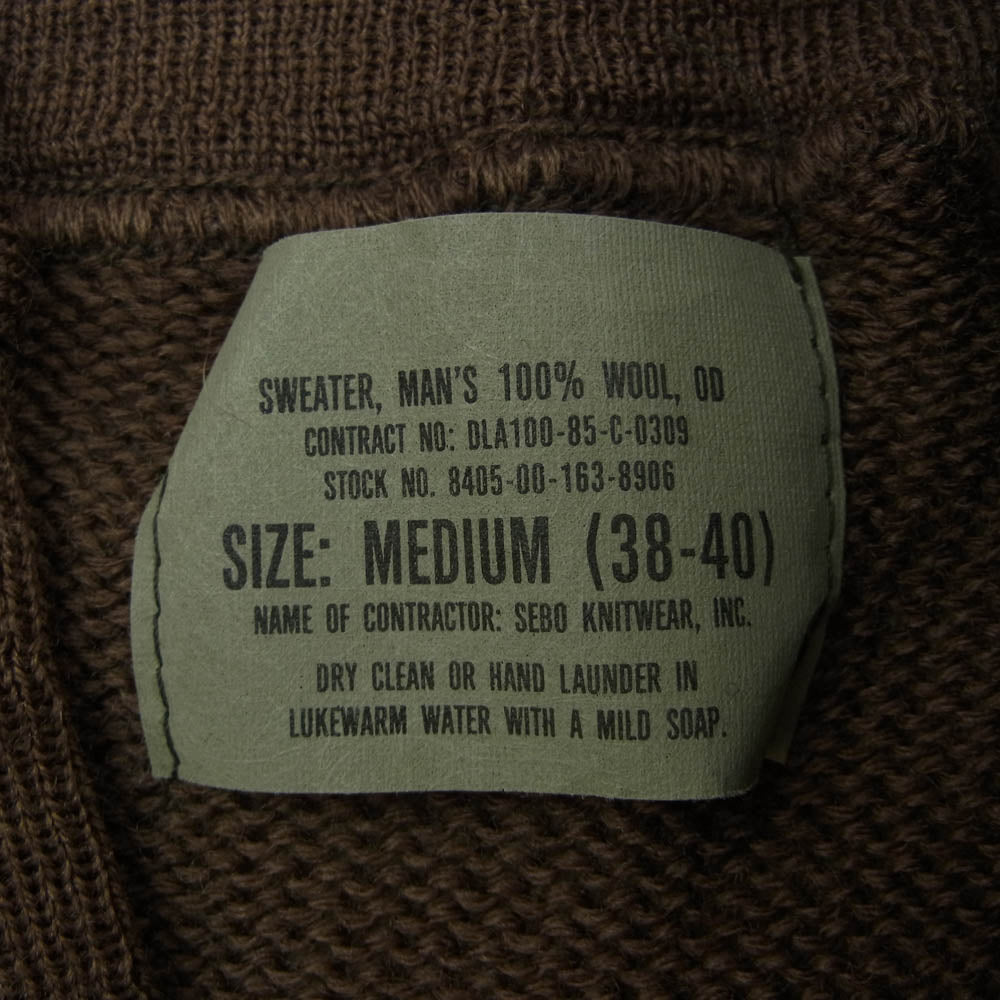 SWEATER, MAN'S 100% WOOL, OD
CONTRACT NO: DLA100-85-C-0309
STOCK NO. 8405-00-163-8906
SIZE: MEDIUM (38-40)
NAME OF CONTRACTOR: SEBO KNITWEAR, INC.
DRY CLEAN OR HAND LAUNDER IN
LUKEWARM WATER WITH A MILD SOAP.